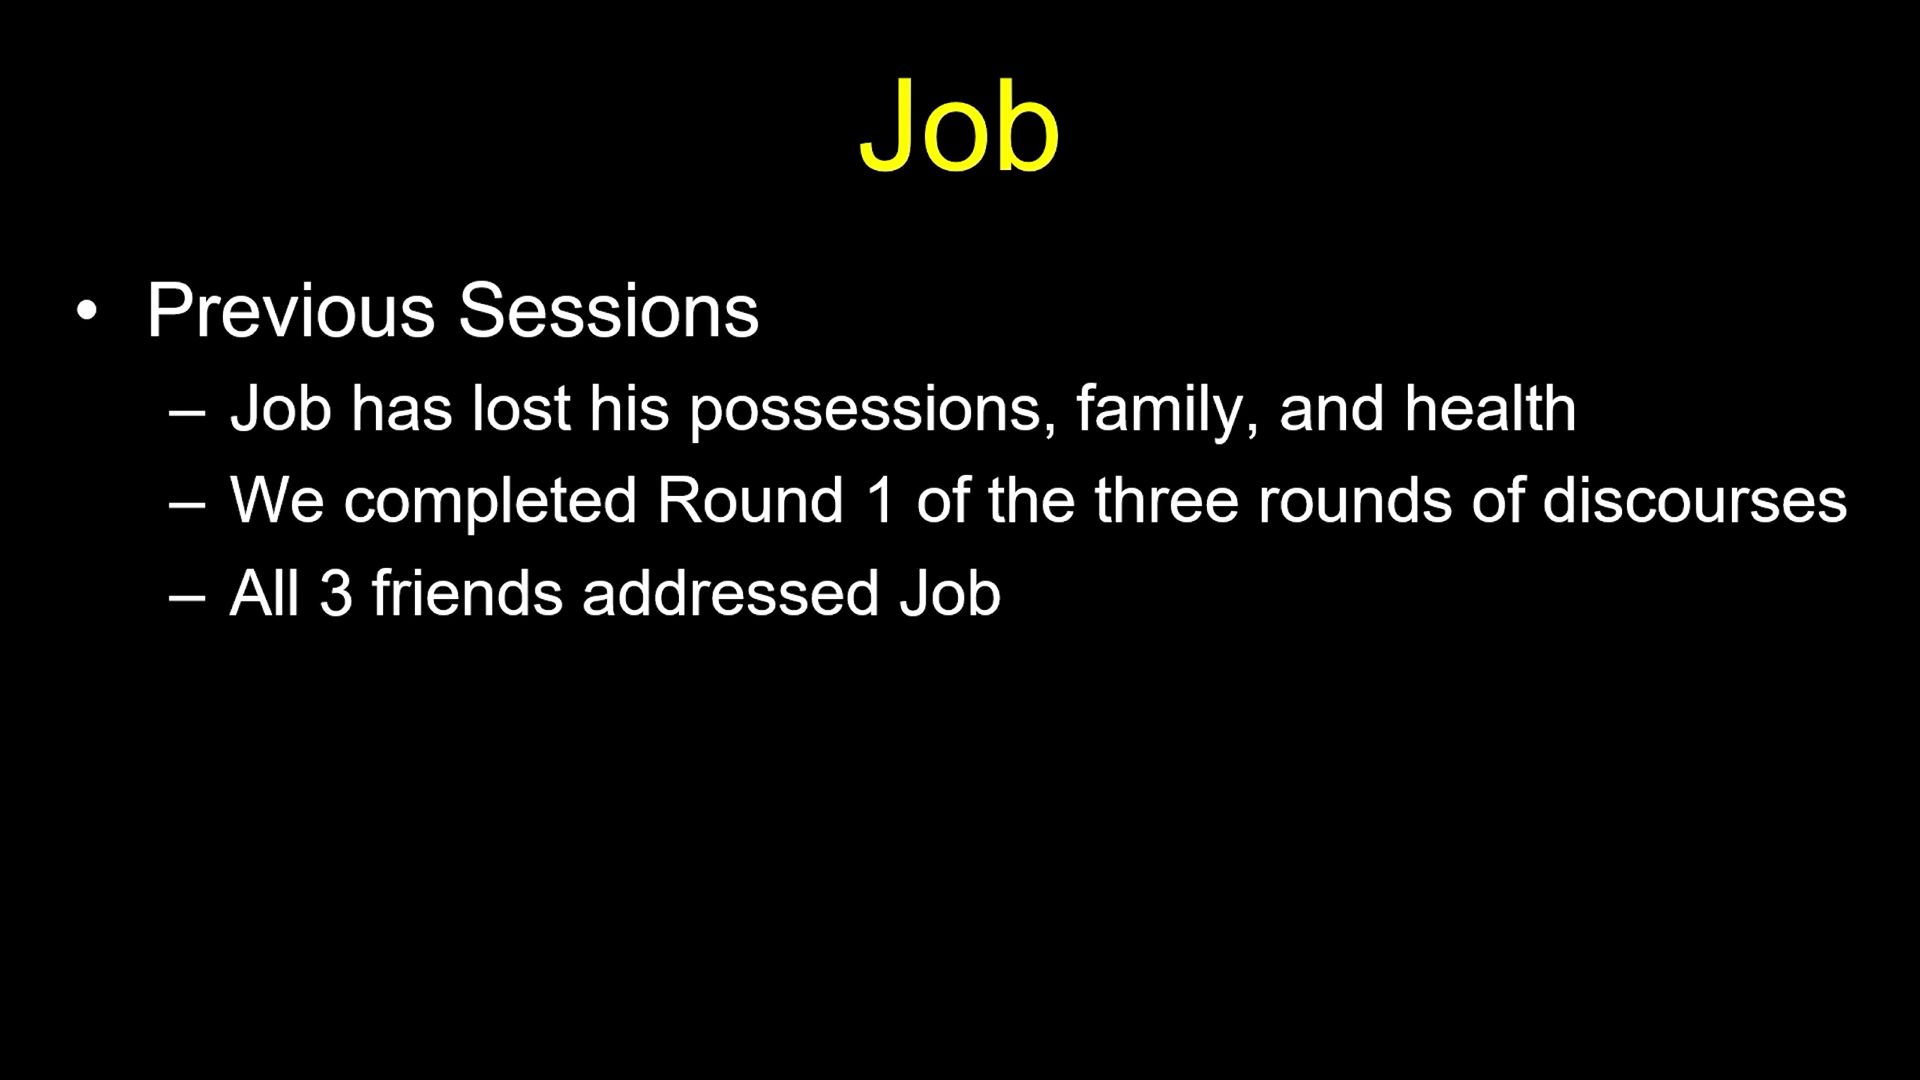 Job
• Previous Sessions
– Job has lost his possessions, family, and health
– We completed Round 1 of the three rounds of discourses
– All 3 friends addressed Job